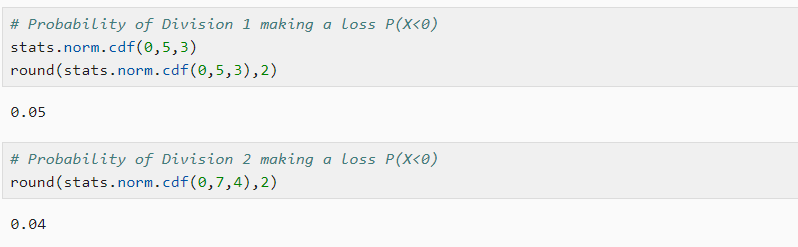 # Probability of Division 1 making a loss P(X<0)
stats.norm.cdf(0,5,3)
round(stats.norm.cdf(0,5,3),2)
0.05
# Probability of Division 2 making a loss P(X<0)
round(stats.norm.cdf(0,7,4),2)
0.04